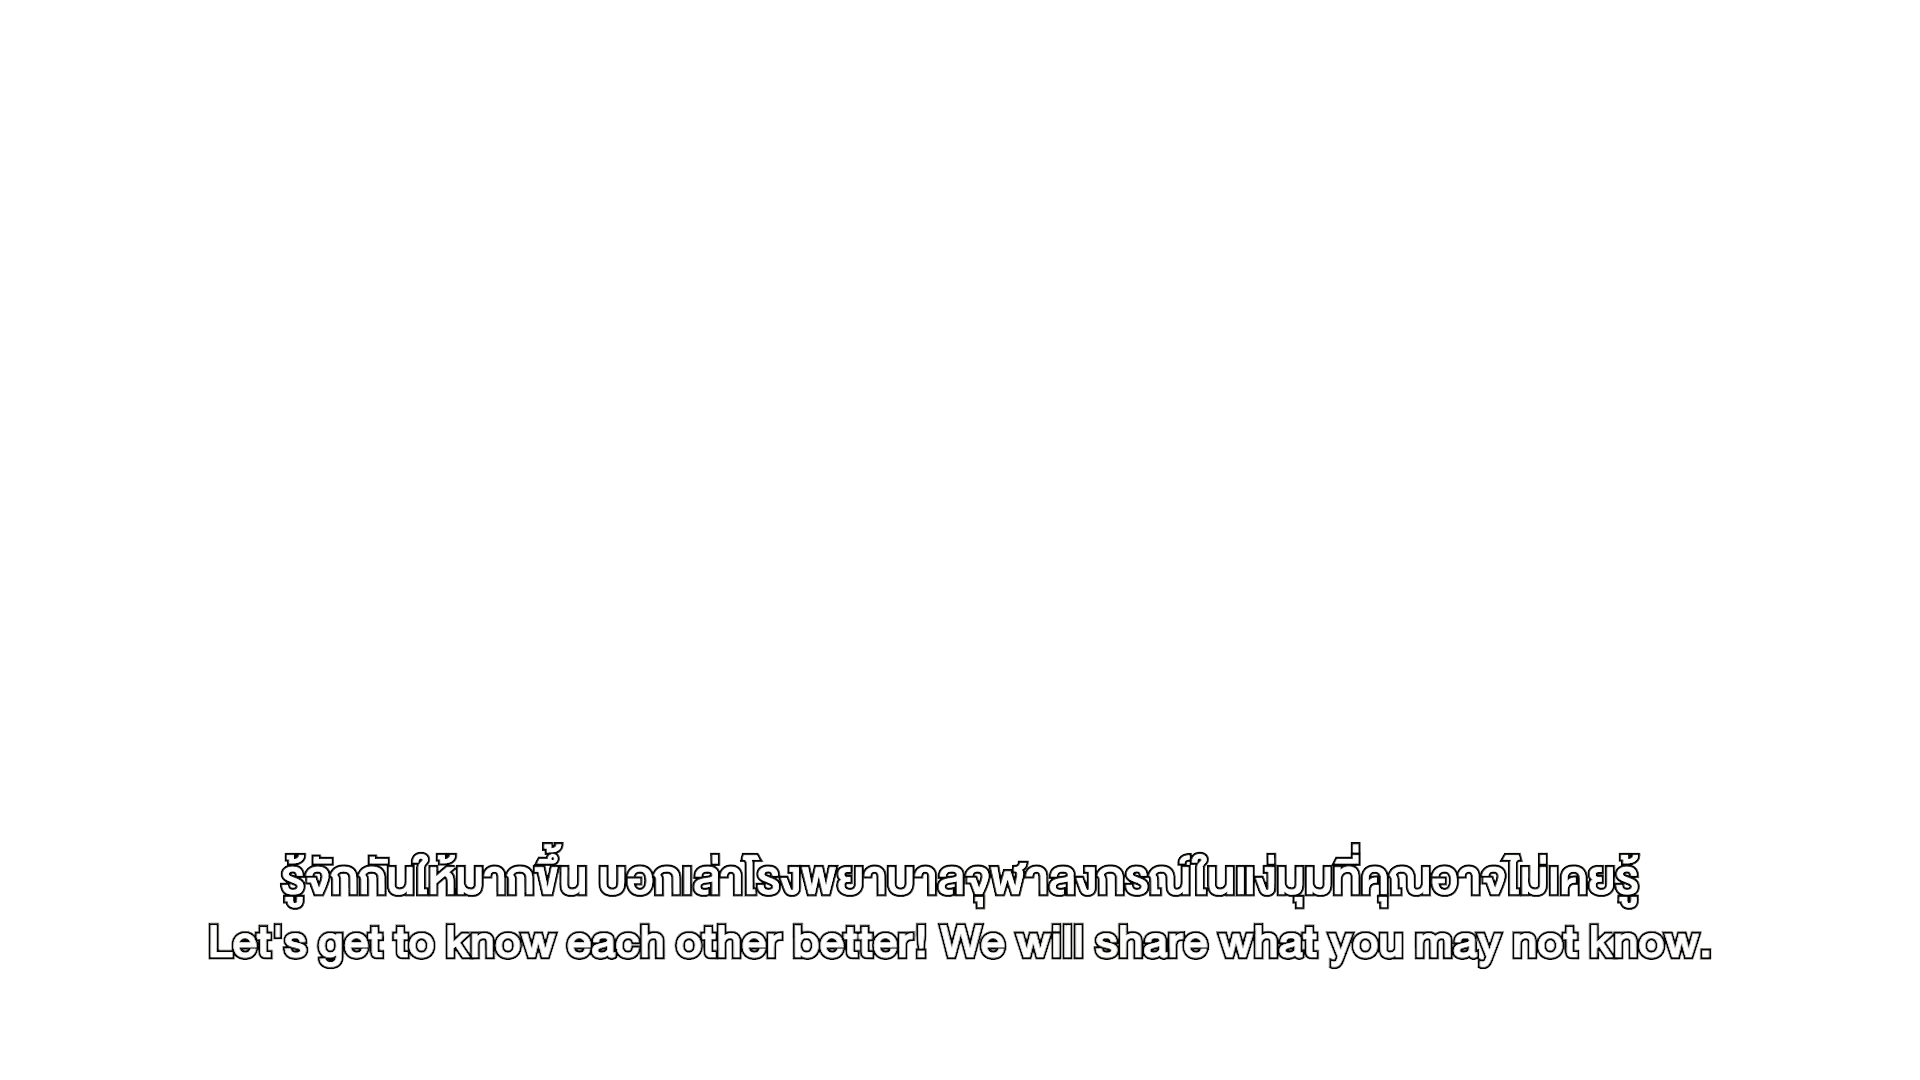 รู้จักกันให้มากขึ้น บอกเล่าโรงพยาบาลจุฬาลงกรณ์ในแง่มุมที่คุณอาจไม่เคยรู้
Let's get to know each other better! We will share what you may not know.